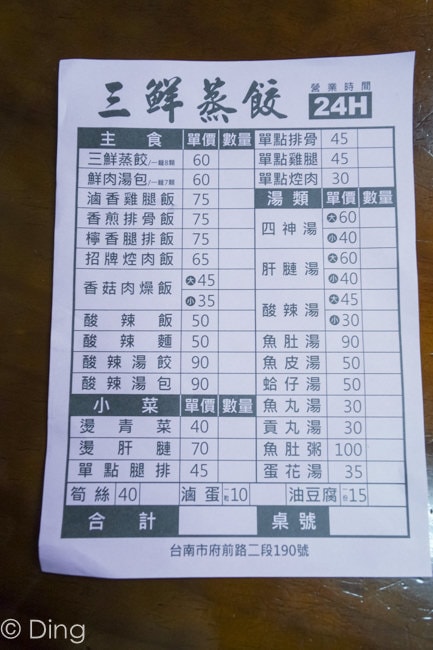 三鮮蒸餃
營業時間
24H
主食 單價 數量
三鮮蒸餃/一籠8顆 60
鮮肉湯包/一籠7顆 60
滷香雞腿飯 75
香煎排骨飯 75
檸香腿排飯 75
招牌焢肉飯 65
香菇肉燥飯 大45
小35
酸辣飯 50
酸辣麵 50
酸辣湯餃 90
酸辣湯包 90
小菜 單價 數量
燙青菜 40
燙肝膽 70
單點腿排 45
單點排骨 45
單點雞腿 45
單點焢肉 30
湯類 單價 數量
四神湯 大60
小40
肝膽湯 大60
小40
酸辣湯 大45
小30
魚肚湯 90
魚皮湯 50
蛤仔湯 50
魚丸湯 30
貢丸湯 30
魚肚粥 100
蛋花湯 35
筍絲 40 滷蛋 10 油豆腐 15
合計 桌號
台南市府前路二段190號
© Ding